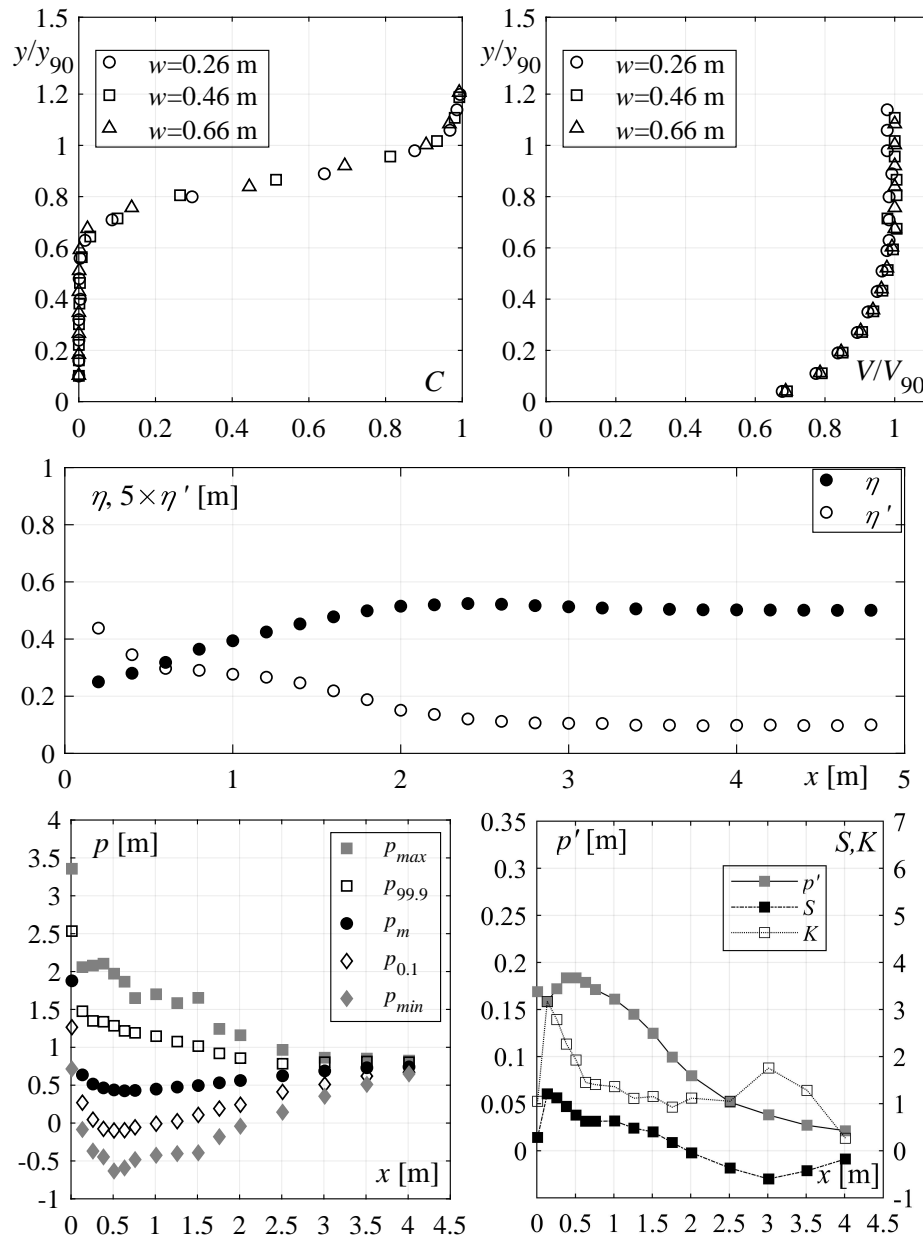 1.5
y/y90
w=0.26 m
w=0.46 m
w=0.66 m
1.2
1
0.8
0.6
0.4
0.2
0
C
0 0.2 0.4 0.6 0.8 1
1.5
y/y90
w=0.26 m
w=0.46 m
w=0.66 m
1.2
1
0.8
0.6
0.4
0.2
0
V/V90
0 0.2 0.4 0.6 0.8 1
1
η, 5×η' [m]
η
η'
0.8
0.6
0.4
0.2
0
0 1 2 3 4 x [m] 5
4
p [m]
pmax
p99.9
pm
p0.1
pmin
3.5
3
2.5
2
1.5
1
0.5
0
-0.5
-1
x [m]
0 0.5 1 1.5 2 2.5 3 3.5 4 4.5
0.35
p' [m]
S,K
p'
S
K
0.3
0.25
0.2
0.15
0.1
0.05
0
x [m]
7
6
5
4
3
2
1
0
-1
0 0.5 1 1.5 2 2.5 3 3.5 4 4.5